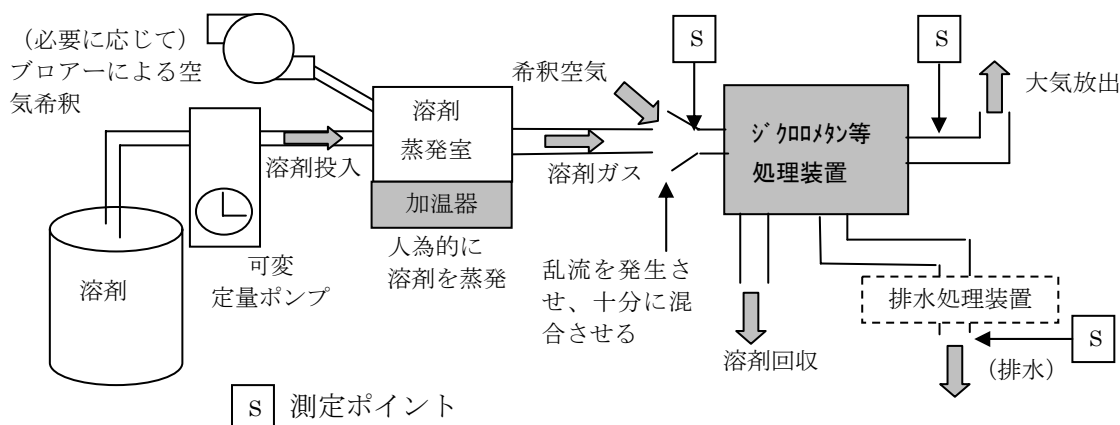 （必要に応じて）
ブロアーによる空
気希釈
溶剤
可変
定量ポンプ
溶剤投入
溶剤
蒸発室
加温器
人為的に
溶剤を蒸発
溶剤ガス
希釈空気
乱流を発生さ
せ、十分に混
合させる
S
ｼﾞｸﾛﾛﾒﾀﾝ等
処理装置
S
大気放出
溶剤回収
排水処理装置
S
（排水）
S 測定ポイント